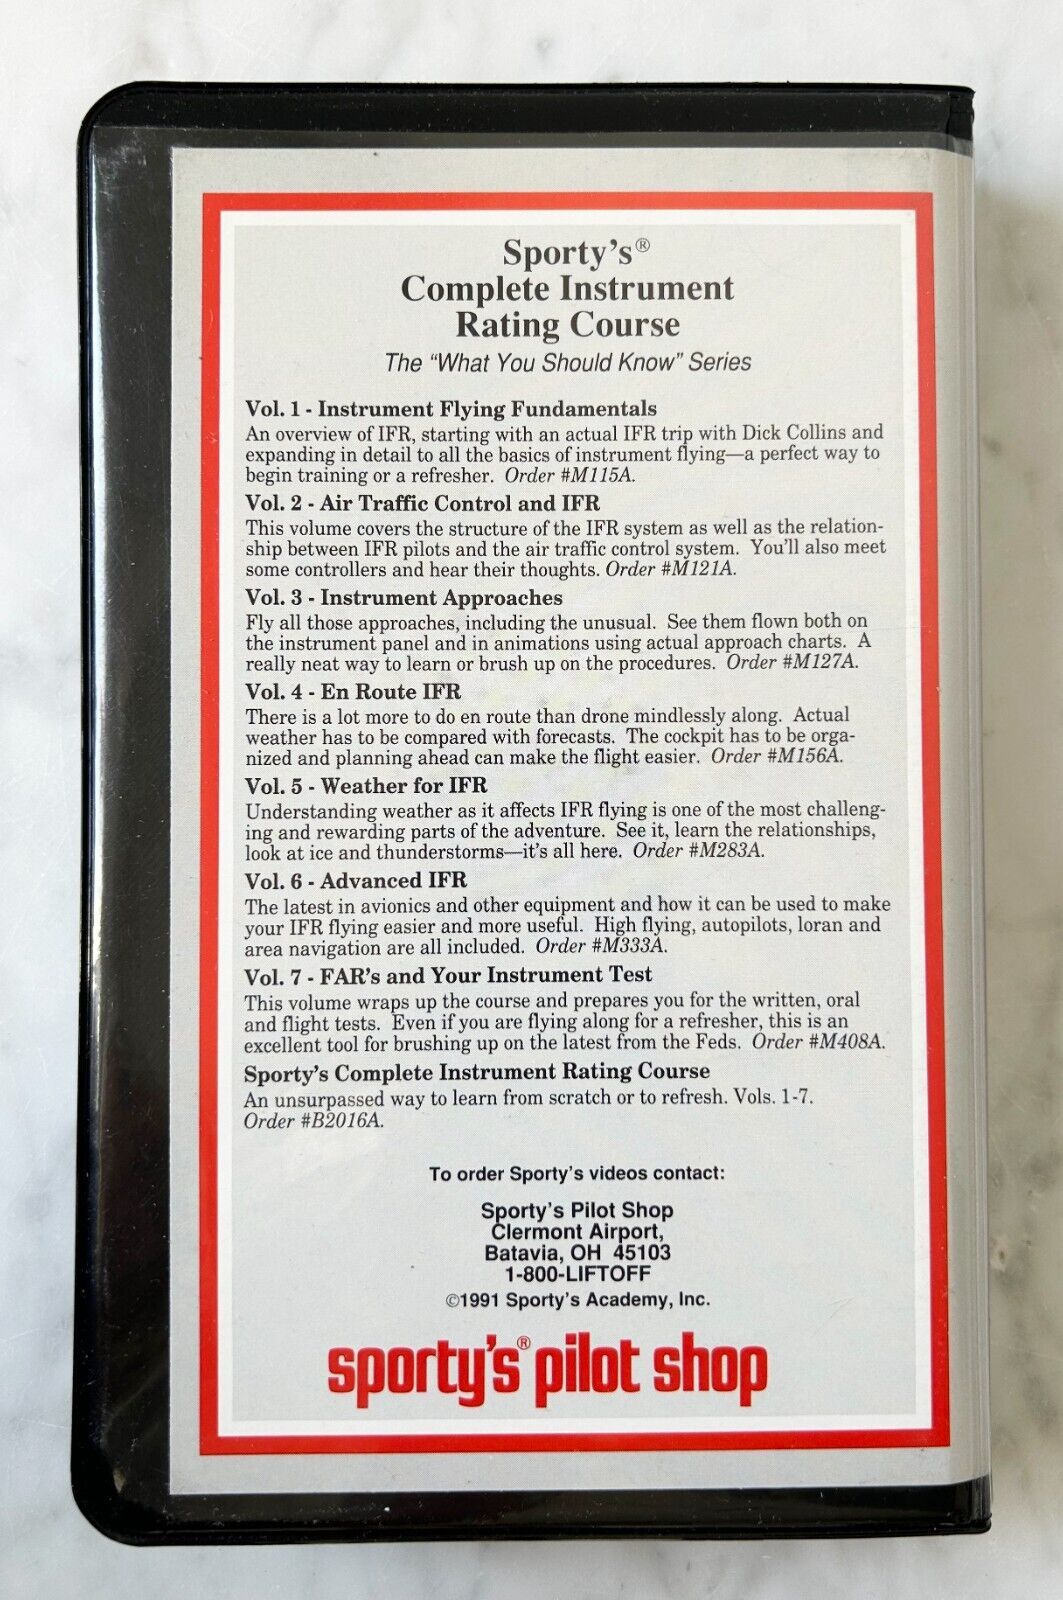 Sporty's®
Complete Instrument
Rating Course
The "What You Should Know" Series
Vol. 1 - Instrument Flying Fundamentals
An overview of IFR, starting with an actual IFR trip with Dick Collins and
expanding in detail to all the basics of instrument flying—a perfect way to
begin training or a refresher. Order #M115A.
Vol. 2 - Air Traffic Control and IFR
This volume covers the structure of the IFR system as well as the relation-
ship between IFR pilots and the air traffic control system. You'll also meet
some controllers and hear their thoughts. Order #M121A.
Vol. 3 - Instrument Approaches
Fly all those approaches, including the unusual. See them flown both on
the instrument panel and in animations using actual approach charts. A
really neat way to learn or brush up on the procedures. Order #M127A.
Vol. 4 - En Route IFR
There is a lot more to do en route than drone mindlessly along. Actual
weather has to be compared with forecasts. The cockpit has to be orga-
nized and planning ahead can make the flight easier. Order #M156A.
Vol. 5 - Weather for IFR
Understanding weather as it affects IFR flying is one of the most challeng-
ing and rewarding parts of the adventure. See it, learn the relationships,
look at ice and thunderstorms—it's all here. Order #M283A.
Vol. 6 - Advanced IFR
The latest in avionics and other equipment and how it can be used to make
your IFR flying easier and more useful. High flying, autopilots, loran and
area navigation are all included. Order #M333A.
Vol. 7 - FAR's and Your Instrument Test
This volume wraps up the course and prepares you for the written, oral
and flight tests. Even if you are flying along for a refresher, this is an
excellent tool for brushing up on the latest from the Feds. Order #M408A.
Sporty's Complete Instrument Rating Course
An unsurpassed way to learn from scratch or to refresh. Vols. 1-7.
Order #B2016A.
To order Sporty's videos contact:
Sporty's Pilot Shop
Clermont Airport,
Batavia, OH 45103
1-800-LIFTOFF
©1991 Sporty's Academy, Inc.
sporty's® pilot shop